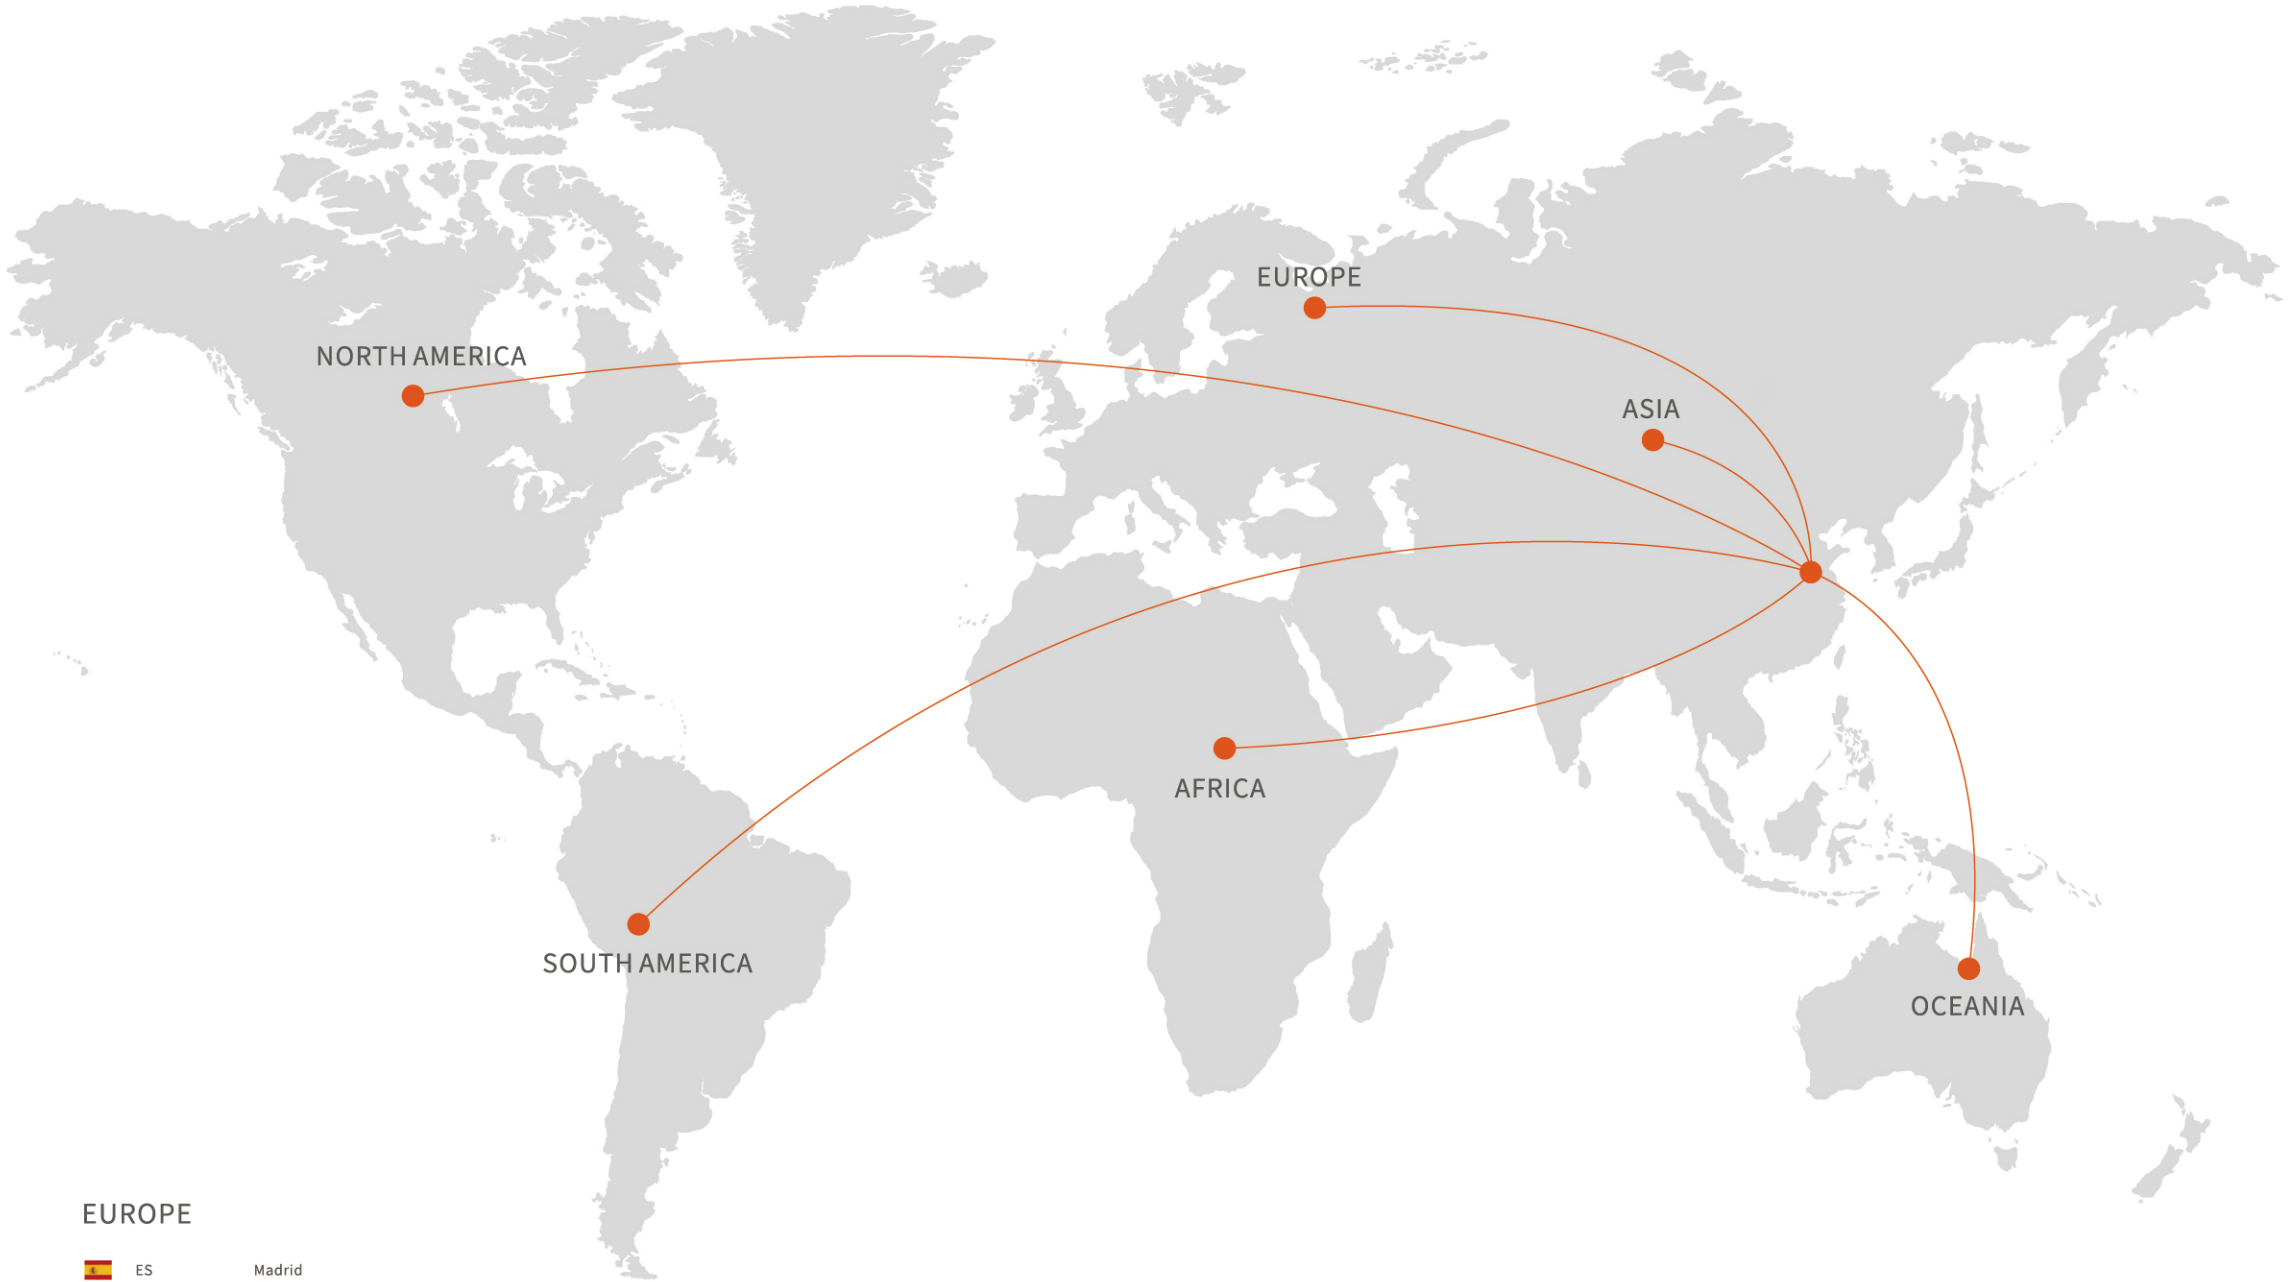 EUROPE
NORTH AMERICA
ASIA
AFRICA
SOUTH AMERICA
OCEANIA
EUROPE
ES Madrid